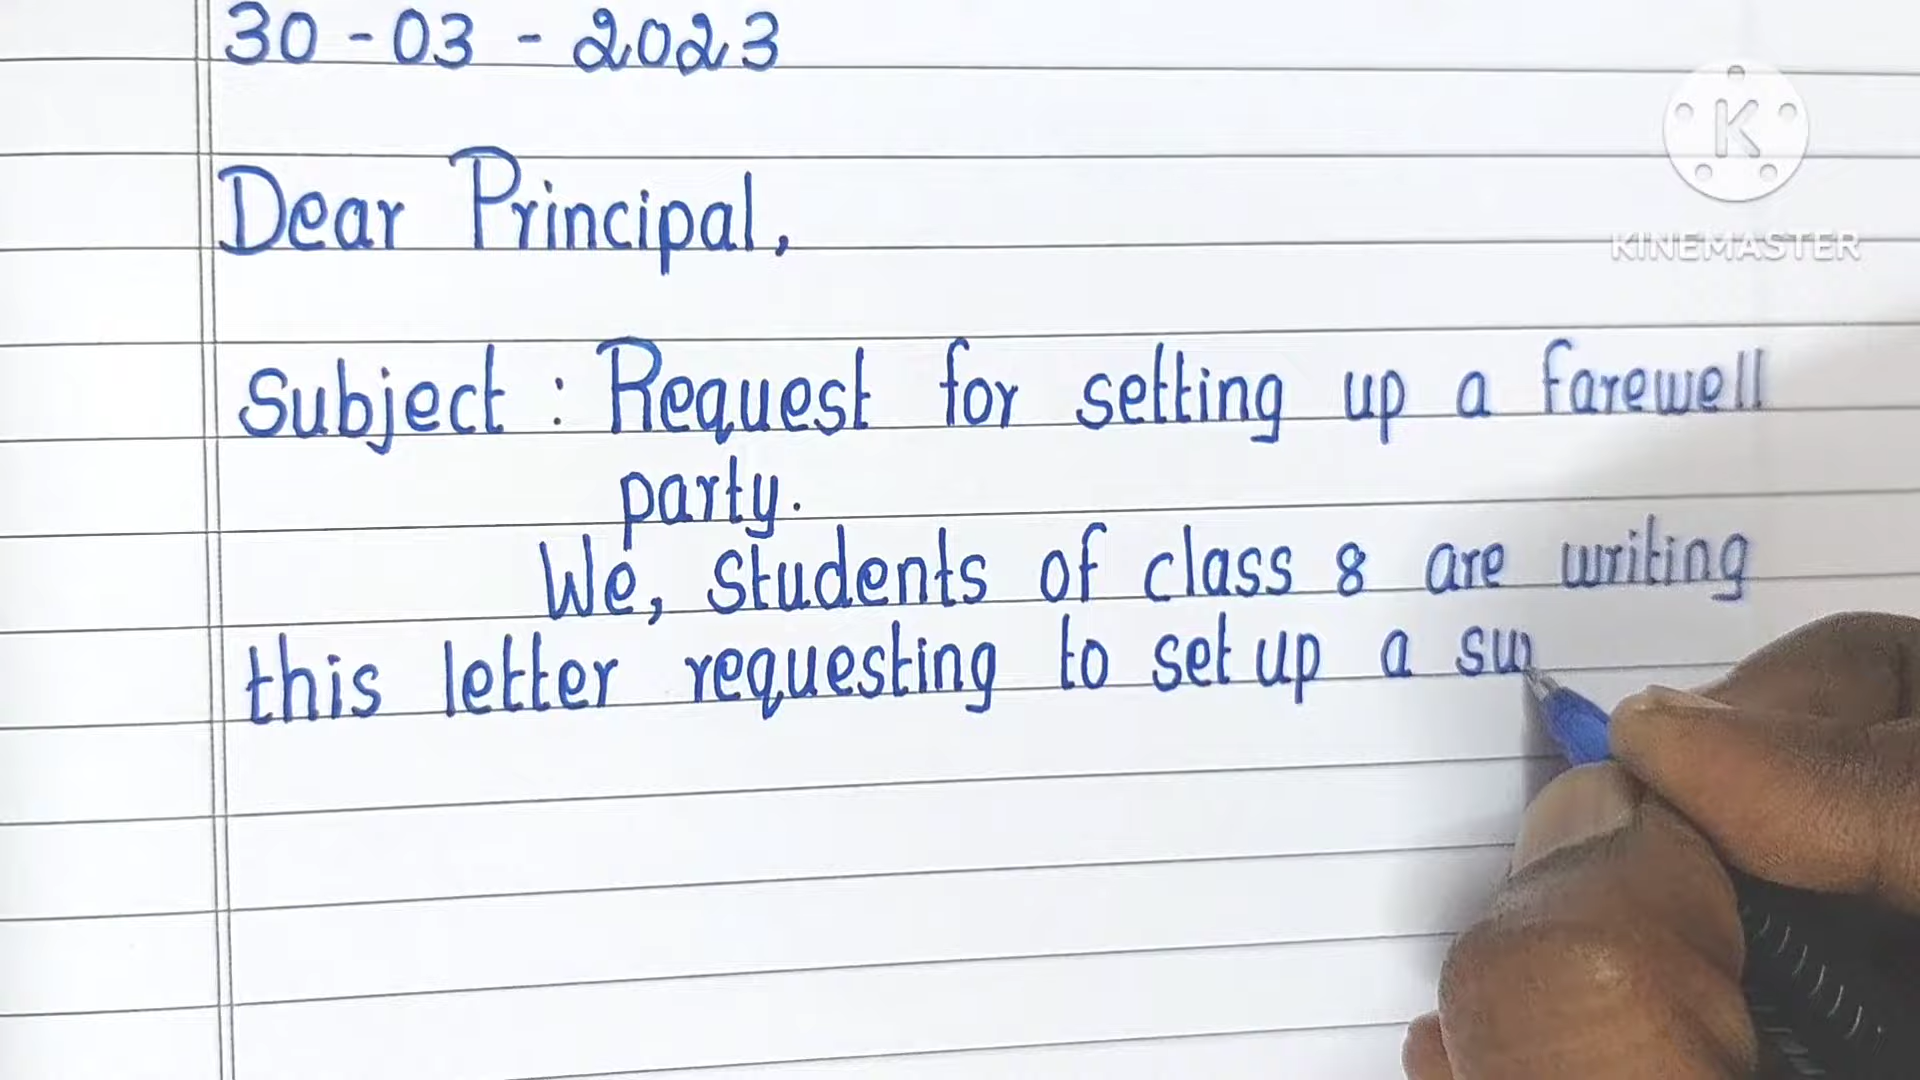 30 - 03 - 2023
K
KINEMASTER
Dear Principal,
Subject : Request for setting up a farewell
party.
We, students of class 8 are writing
this letter requesting to set up a